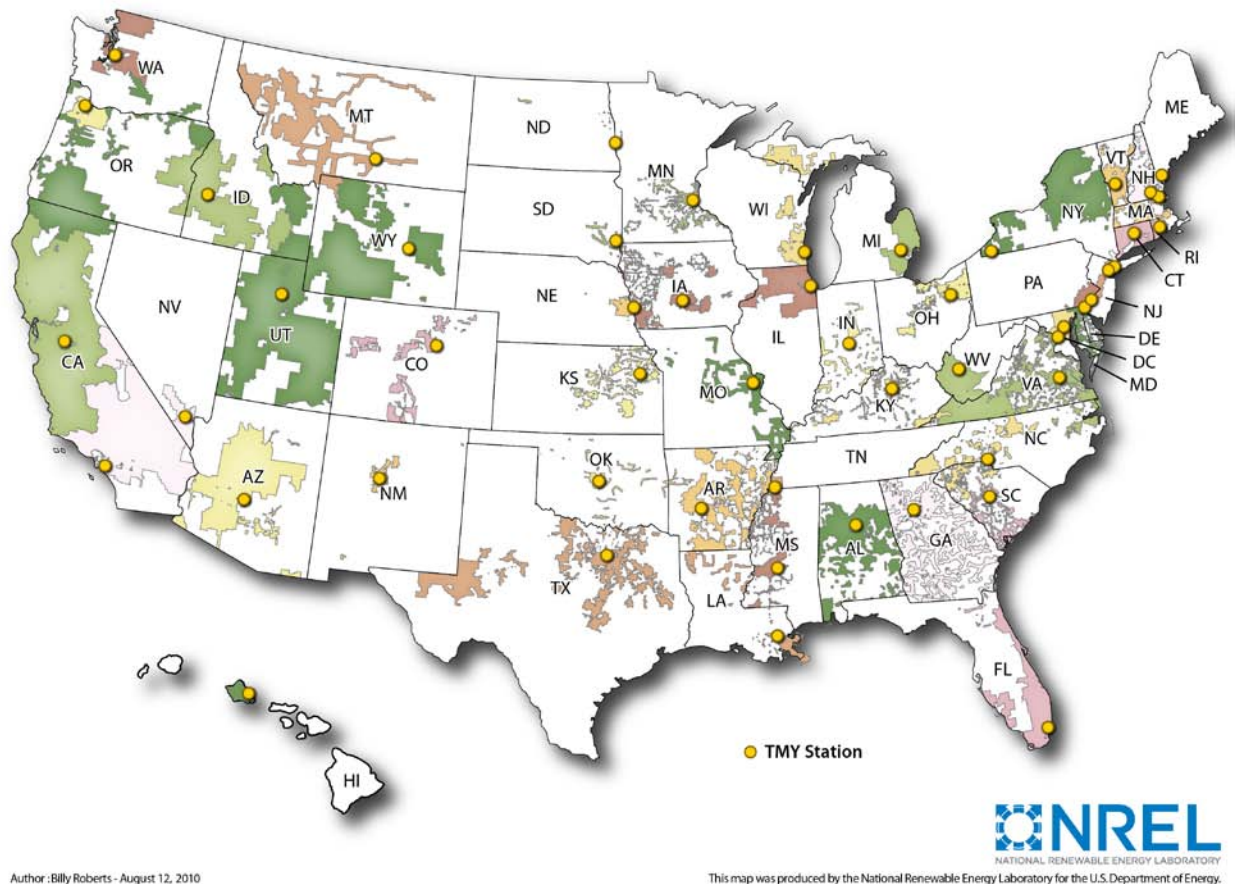 WA
MT
ND
ME
OR
ID
MN
VT
NH
SD
WI
NY
MA
WY
MI
RI
CT
NE
IA
PA
NV
IL
IN
OH
NJ
UT
DE
CA
CO
WV
DC
KS
MO
VA
MD
KY
NC
OK
TN
AZ
NM
AR
SC
MS
AL
GA
TX
LA
FL
TMY Station
HI
NREL
NATIONAL RENEWABLE ENERGY LABORATORY
Author : Billy Roberts - August 12, 2010
This map was produced by the National Renewable Energy Laboratory for the U.S. Department of Energy.